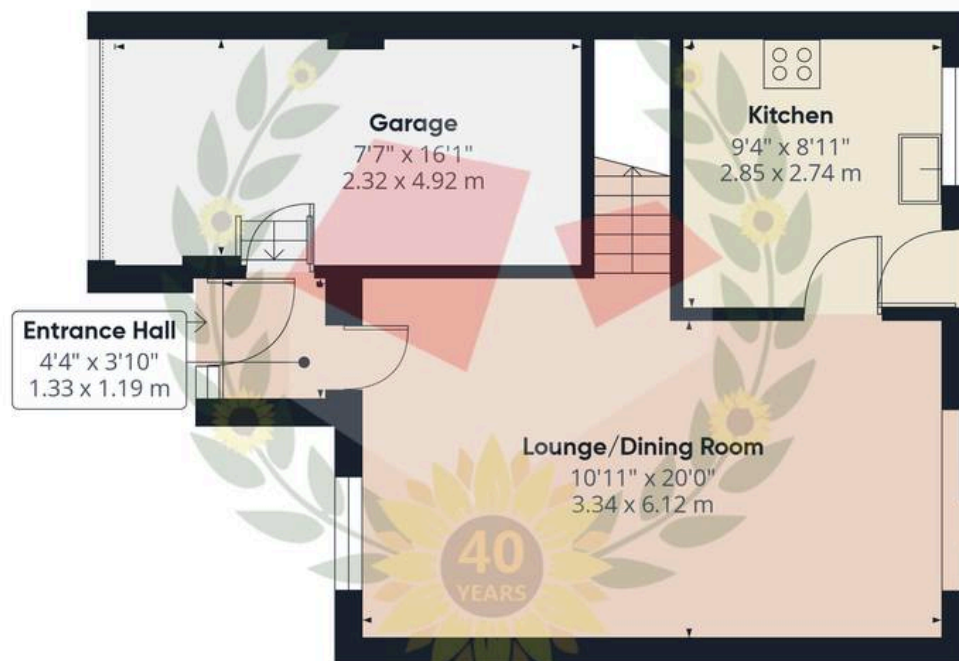 Garage
7'7" x 16'1"
2.32 x 4.92 m
Kitchen
9'4" x 8'11"
2.85 x 2.74 m
Entrance Hall
4'4" x 3'10"
1.33 x 1.19 m
Lounge/Dining Room
10'11" x 20'0"
3.34 x 6.12 m
40
YEARS